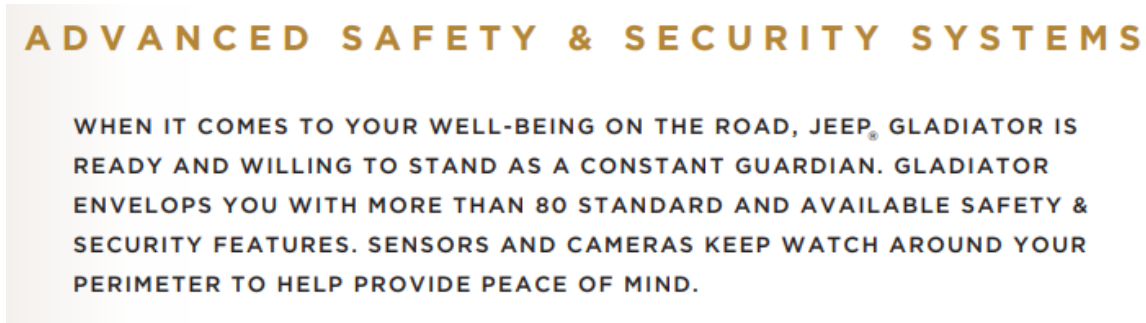 ADVANCED SAFETY & SECURITY SYSTEMS
WHEN IT COMES TO YOUR WELL-BEING ON THE ROAD, JEEP® GLADIATOR IS
READY AND WILLING TO STAND AS A CONSTANT GUARDIAN. GLADIATOR
ENVELOPS YOU WITH MORE THAN 80 STANDARD AND AVAILABLE SAFETY &
SECURITY FEATURES. SENSORS AND CAMERAS KEEP WATCH AROUND YOUR
PERIMETER TO HELP PROVIDE PEACE OF MIND.